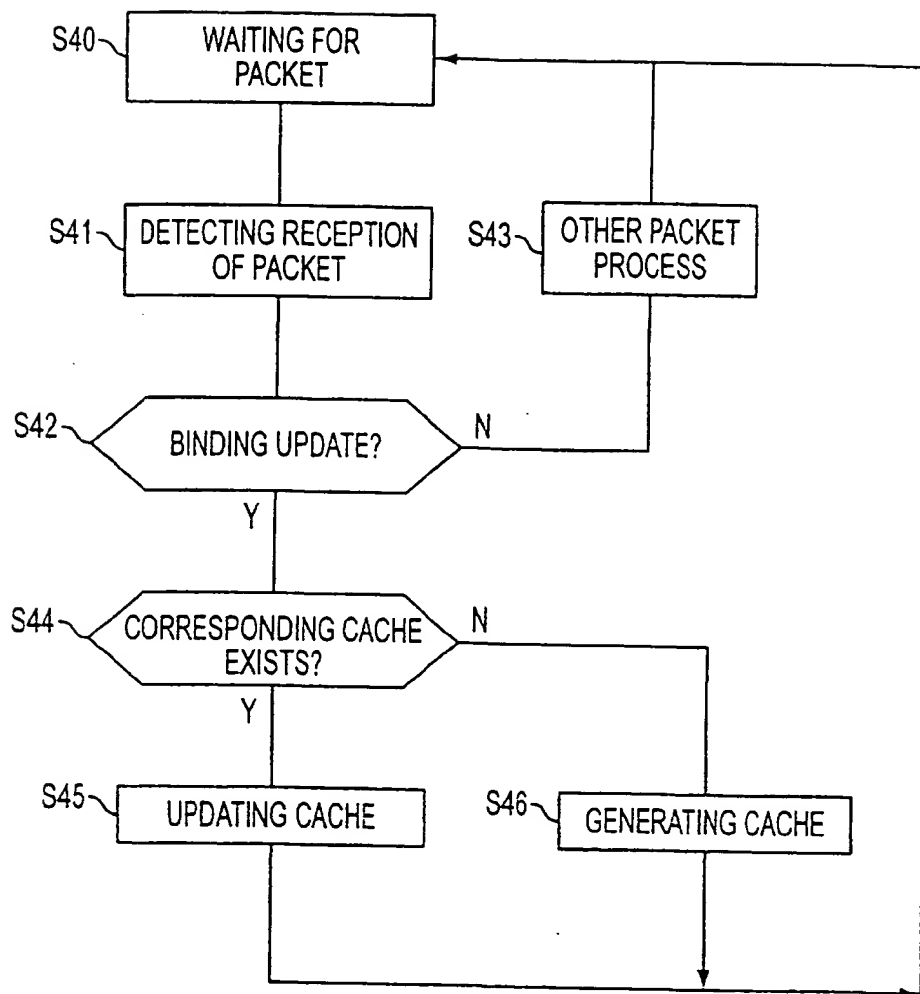 S40
WAITING FOR
PACKET
S41
DETECTING RECEPTION
OF PACKET
S43
OTHER PACKET
PROCESS
S42
BINDING UPDATE?
N
Y
S44
CORRESPONDING CACHE
EXISTS?
N
Y
S45
UPDATING CACHE
S46
GENERATING CACHE